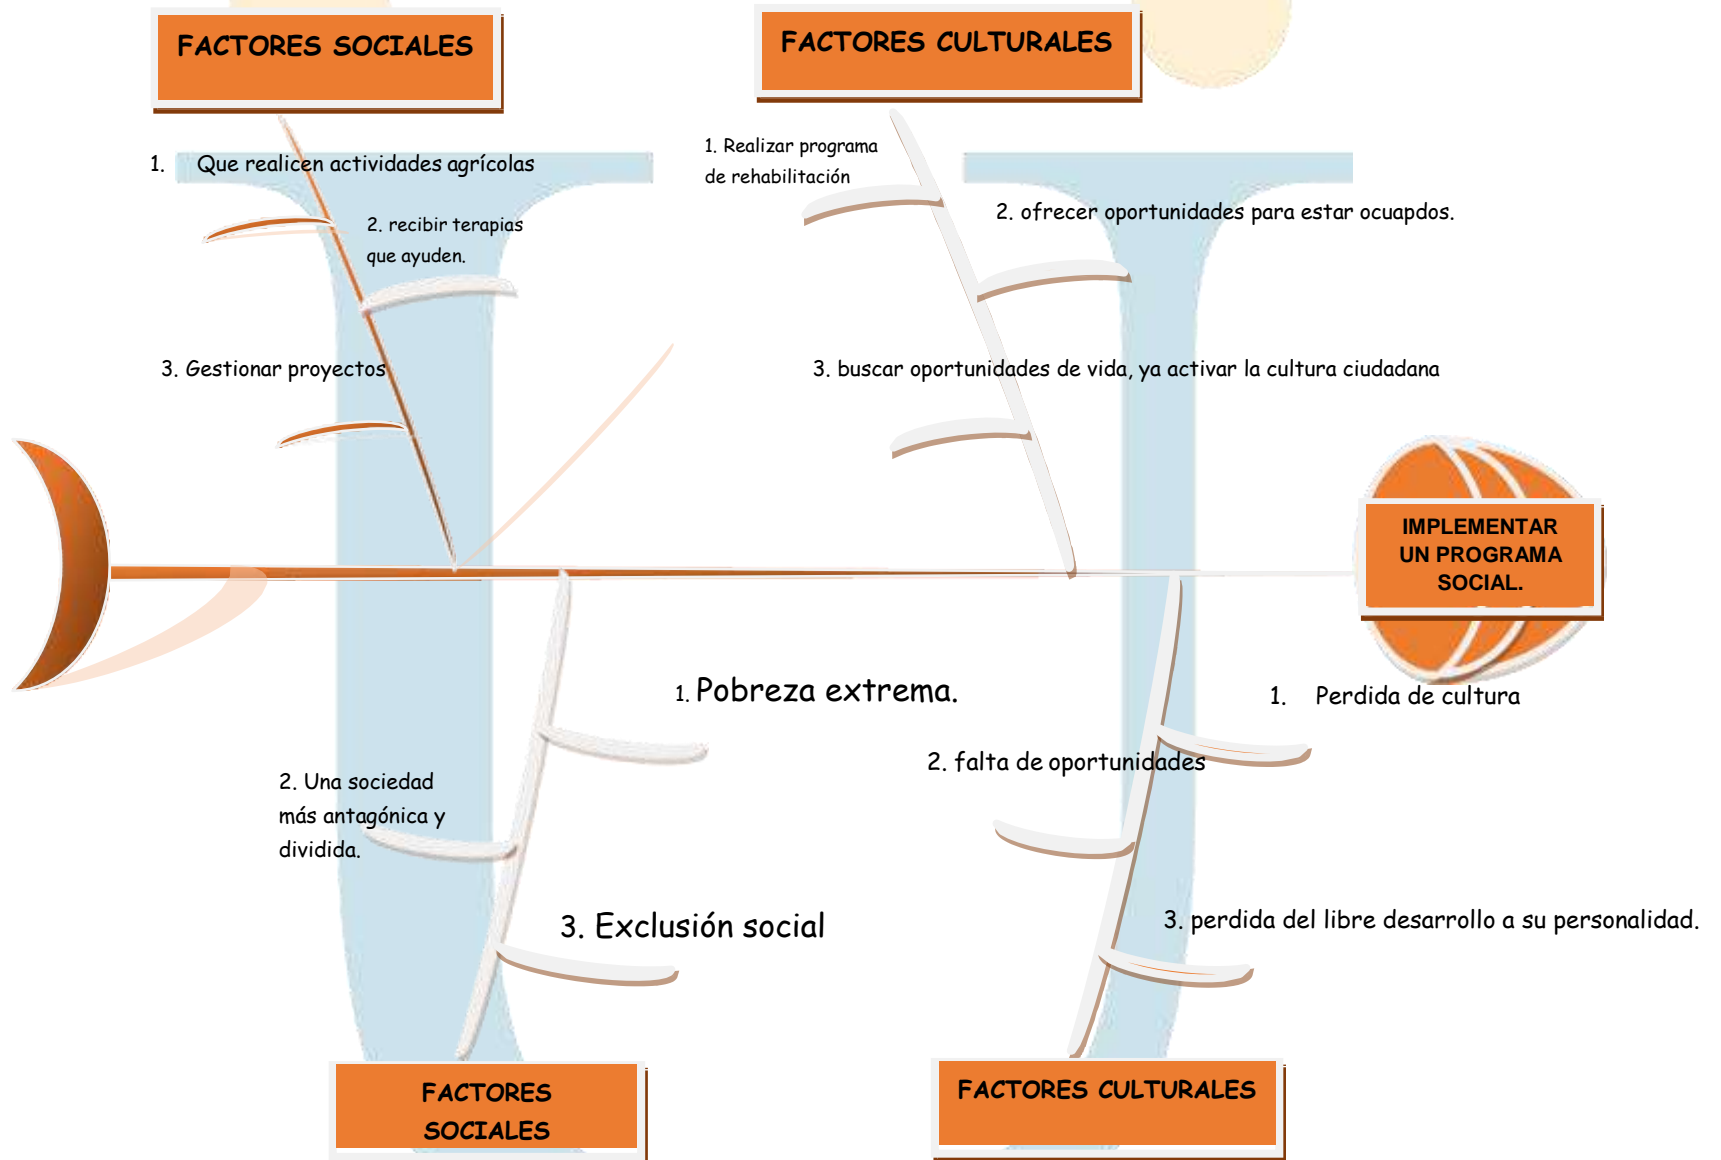 FACTORES SOCIALES
FACTORES CULTURALES
1. Que realicen actividades agrícolas
2. recibir terapias
que ayuden.
3. Gestionar proyectos
1. Realizar programa
de rehabilitación
2. ofrecer oportunidades para estar ocuapdos.
3. buscar oportunidades de vida, ya activar la cultura ciudadana
IMPLEMENTAR
UN PROGRAMA
SOCIAL.
1. Pobreza extrema.
2. Una sociedad
más antagónica y
dividida.
3. Exclusión social
1. Perdida de cultura
2. falta de oportunidades
3. perdida del libre desarrollo a su personalidad.
FACTORES
SOCIALES
FACTORES CULTURALES